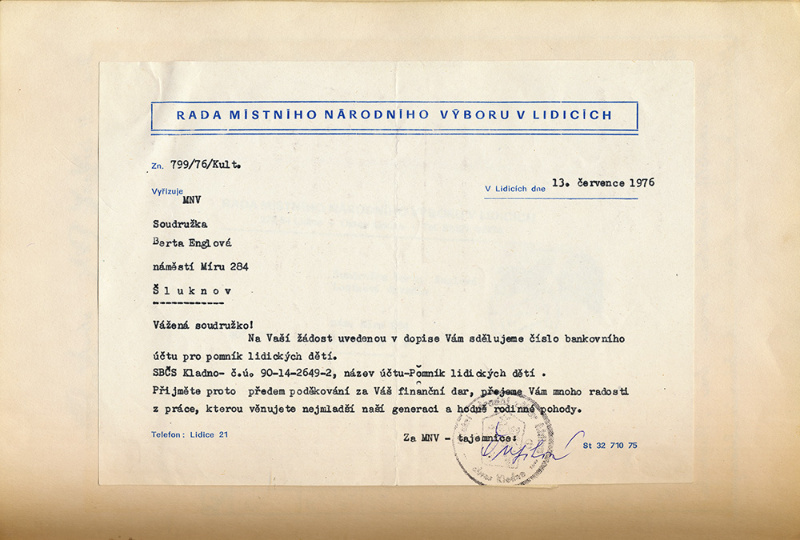 RADA MÍSTNÍHO NÁRODNÍHO VÝBORU V LIDICÍCH
Zn. 799/76/Kult.
Vyřizuje MNV
V Lidicích dne 13. července 1976
Soudružka
Berta Englová
náměstí Míru 284
Šluknov
Vážená soudružko!
Na Vaší žádost uvedenou v dopise Vám sdělujeme číslo bankovního
účtu pro pomník lidických dětí.
SBČS Kladno- č.ú. 90-14-2649-2, název účtu-Pomník lidických dětí .
Přijměte proto předem poděkování za Váš finanční dar, přejeme Vám mnoho radosti
z práce, kterou věnujete nejmladší naší generaci a hodně rodinné pohody.
Telefon: Lidice 21
Za MNV - tajemnice:
St 32 710 75
okres Kladno